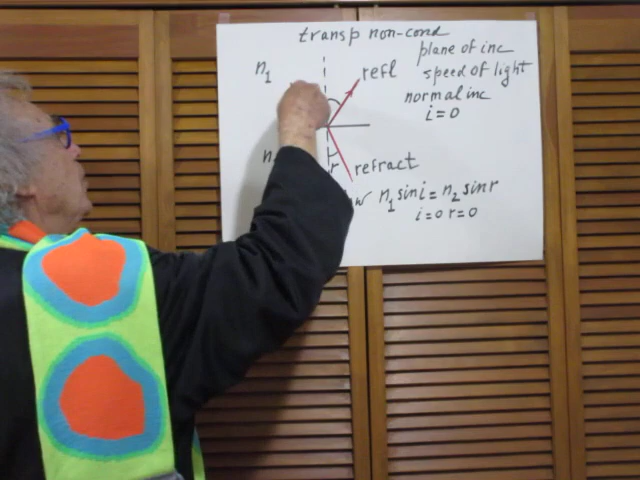 transp non-cond
plane of inc
n1 refl speed of light
normal inc
i=0
n
r refract
n1 sin i = n2 sin r
i=0 r=0